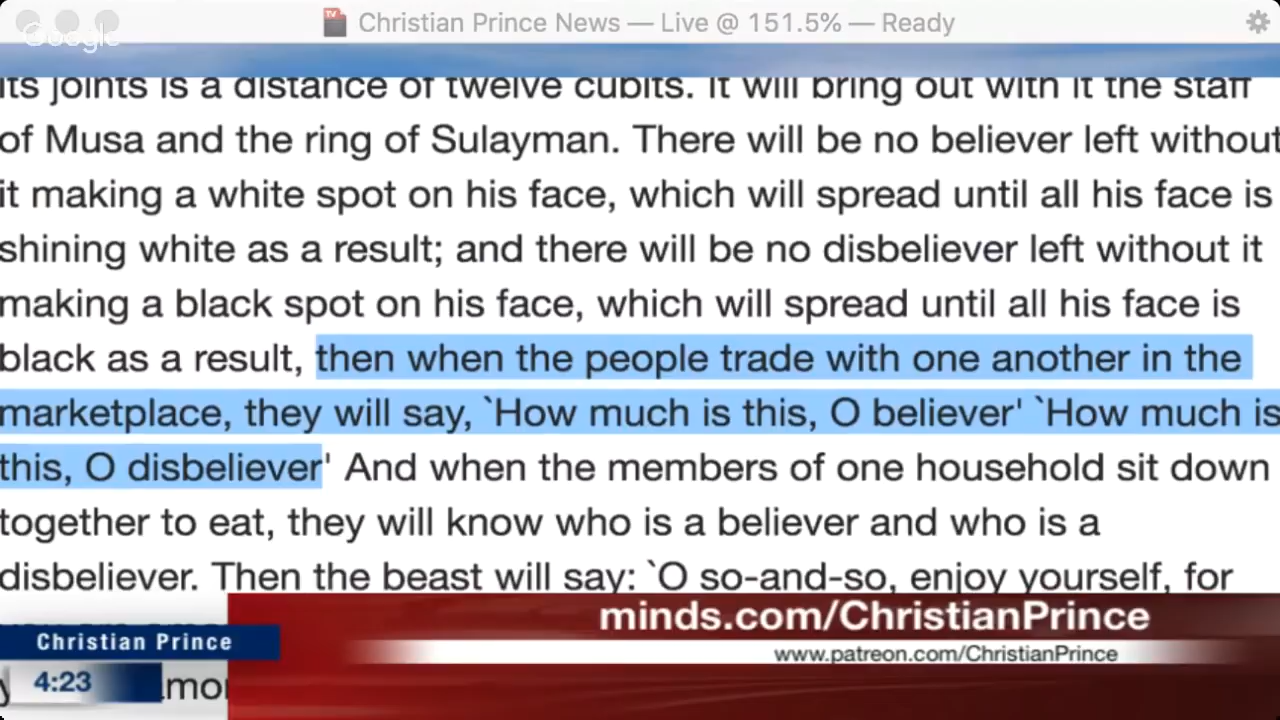 Christian Prince News — Live @ 151.5% — Ready
Google
its joints is a distance of twelve cubits. It will bring out with it the staff
of Musa and the ring of Sulayman. There will be no believer left without
it making a white spot on his face, which will spread until all his face is
shining white as a result; and there will be no disbeliever left without it
making a black spot on his face, which will spread until all his face is
black as a result, then when the people trade with one another in the
marketplace, they will say, `How much is this, O believer' `How much is
this, O disbeliever' And when the members of one household sit down
together to eat, they will know who is a believer and who is a
disbeliever. Then the beast will say: `O so-and-so, enjoy yourself, for
minds.com/ChristianPrince
Christian Prince
www.patreon.com/ChristianPrince
4:23